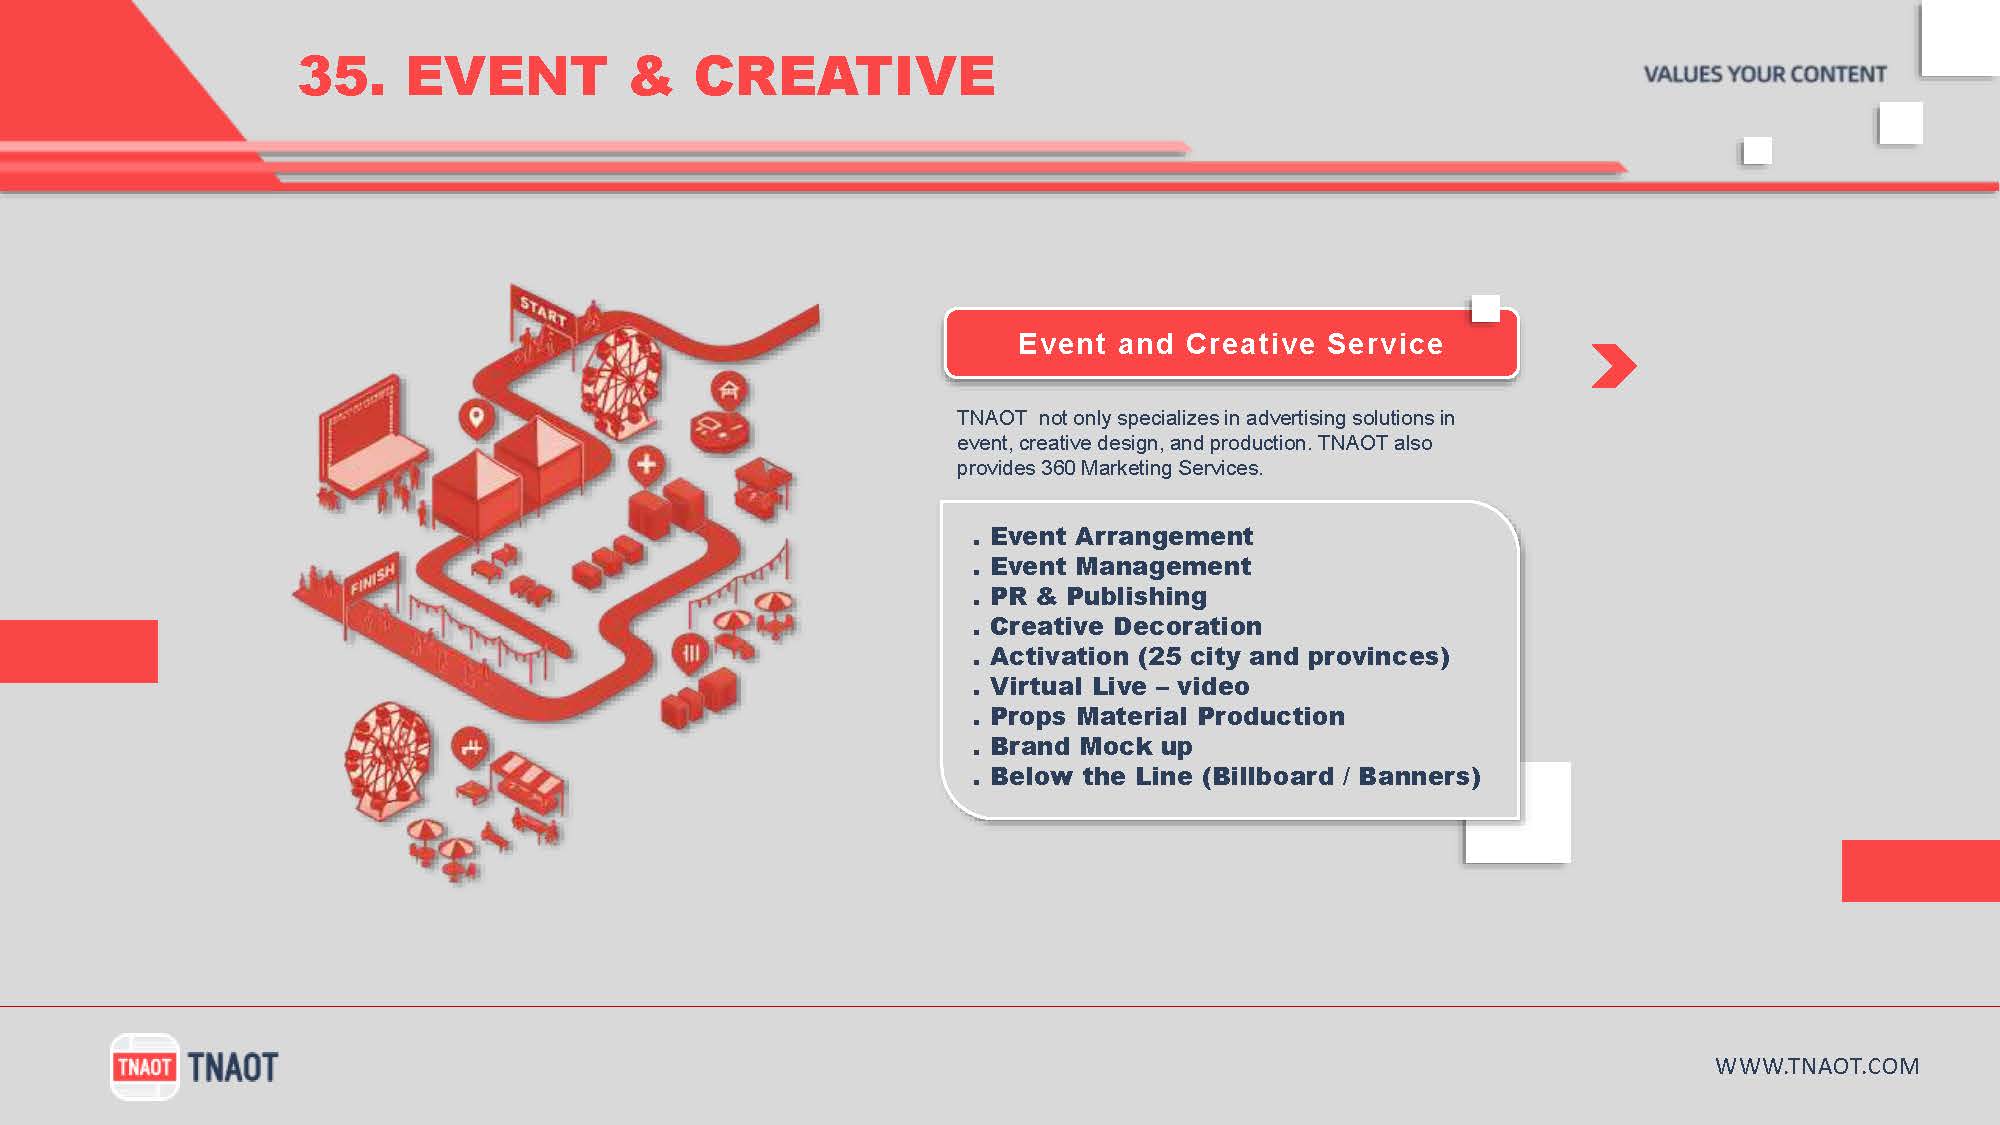 35. EVENT & CREATIVE
VALUES YOUR CONTENT
START
FINISH
Event and Creative Service
TNAOT not only specializes in advertising solutions in
event, creative design, and production. TNAOT also
provides 360 Marketing Services.
. Event Arrangement
. Event Management
. PR & Publishing
. Creative Decoration
. Activation (25 city and provinces)
. Virtual Live – video
. Props Material Production
. Brand Mock up
. Below the Line (Billboard / Banners)
TNAOT
TNAOT
WWW.TNAOT.COM